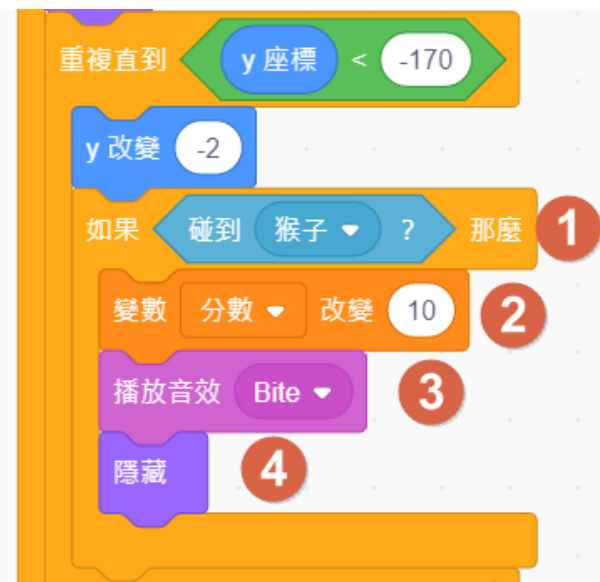 重複直到 y 座標 < -170
y 改變 -2
如果 碰到 猴子 ? 那麼 1
變數 分數 改變 10 2
播放音效 Bite 3
隱藏 4